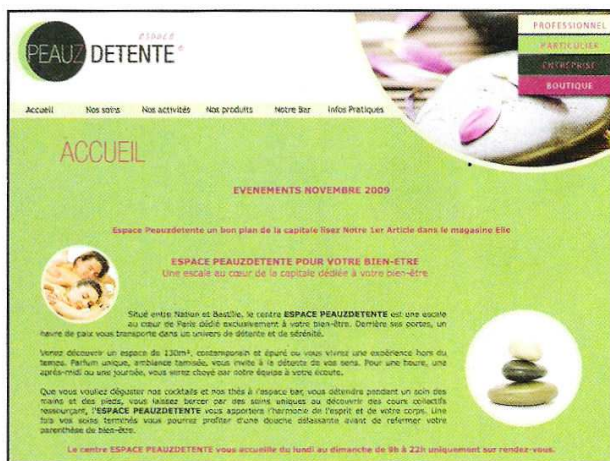 PROFESSIONNEL
PARTICULIER
ENTREPRISE
BOUTIQUE
ESPACE
PEAUZ DETENTE
Accueil Nos soins Nos activités Nos produits Notre Bar Infos Pratiques
ACCUEIL
EVENEMENTS NOVEMBRE 2009
Espace Peauzdetente un bon plan de la capitale lisez Notre 1er Article dans le magasine Elle
ESPACE PEAUZDETENTE POUR VOTRE BIEN-ETRE
Une escale au cœur de la capitale dédiée à votre bien-être
Situé entre Nation et Bastille, le centre ESPACE PEAUZDETENTE est une escale
au cœur de Paris dédié exclusivement à votre bien-être. Derrière ses portes, un
havre de paix vous transporte dans un univers de détente et de sérénité.
Venez découvrir un espace de 130m², contemporain et épuré ou vous vivrez une expérience hors du
temps. Parfum unique, ambiance tamisée, vous invite à la détente de vos sens. Pour une heure, une
après-midi ou une journée, vous serez choyé par notre équipe à votre écoute.
Que vous vouliez déguster nos cocktails et nos thés à l'espace bar, vous détendre pendant un soin des
mains et des pieds, vous laissez bercer par des soins uniques ou découvrir des cours collectifs
ressourçant, l'ESPACE PEAUZDETENTE vous apportera l'harmonie de l'esprit et de votre corps. Une
fois vos soins terminés vous pourrez profiter d'une douche délassante avant de refermer votre
parenthèse de bien-être.
Le centre ESPACE PEAUZDETENTE vous accueille du lundi au dimanche de 9h à 22h uniquement sur rendez-vous.